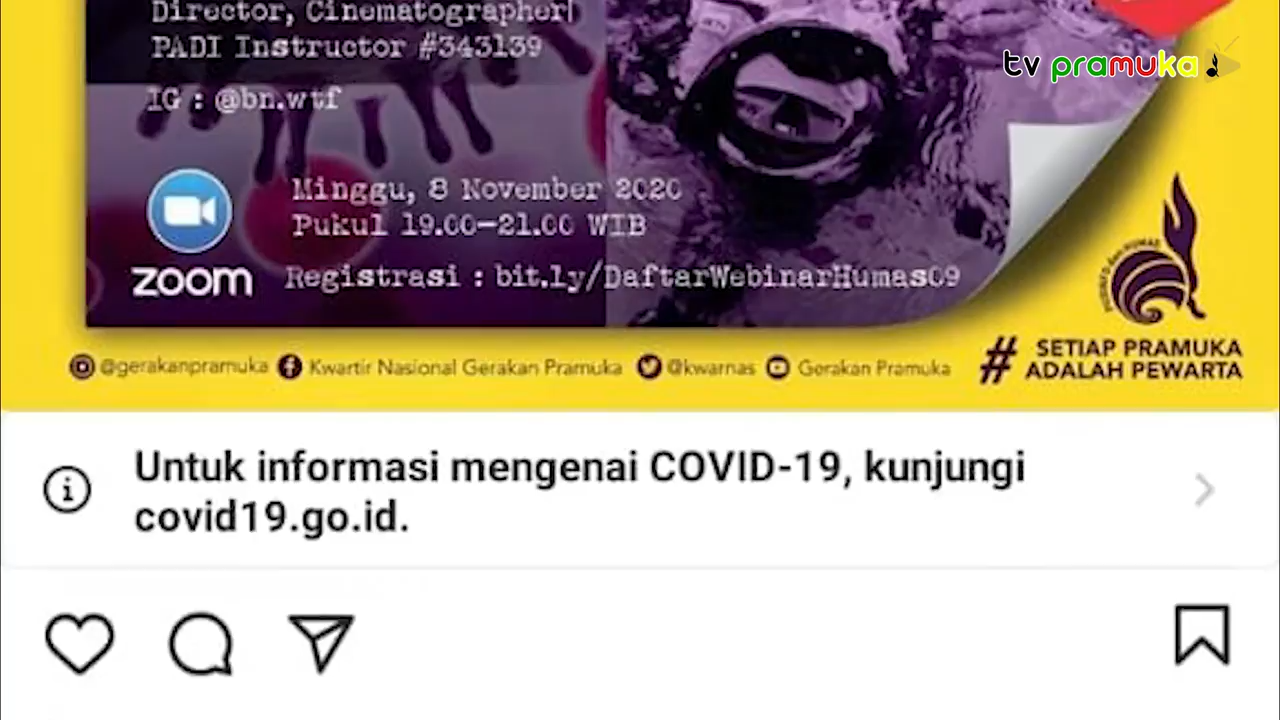 Director, Cinematographer
PADI Instructor #343139
IG : @bn.wtf
tv pramuka
Minggu, 8 November 2020
Pukul 19.00-21.00 WIB
zoom
Registrasi : bit.ly/DaftarWebinarHumas09
@gerakanpramuka Kwartir Nasional Gerakan Pramuka @kwarnas Gerakan Pramuka
# SETIAP PRAMUKA
ADALAH PEWARTA
Untuk informasi mengenai COVID-19, kunjungi
covid19.go.id.